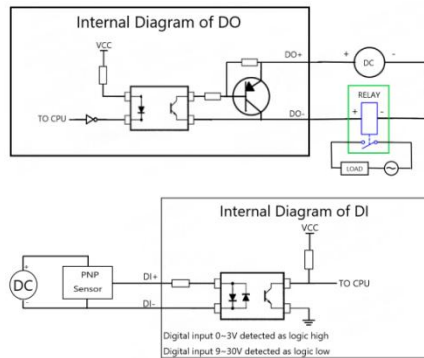 Internal Diagram of DO
VCC
DO+
+
DC
-
RELAY
TO CPU
DO-
+
-
LOAD
Internal Diagram of DI
VCC
+
DC
-
PNP
Sensor
DI+
TO CPU
DI-
Digital input 0~3V detected as logic high
Digital input 9~30V detected as logic low